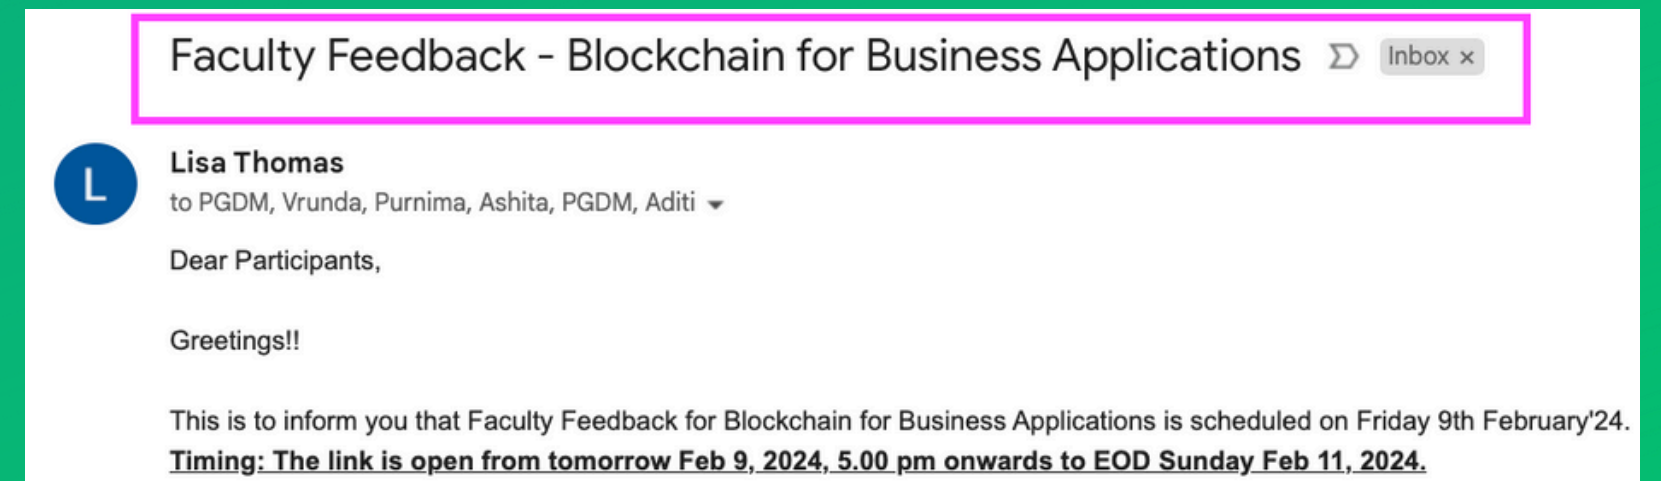 Faculty Feedback - Blockchain for Business Applications Inbox ×
L
Lisa Thomas
to PGDM, Vrunda, Purnima, Ashita, PGDM, Aditi
Dear Participants,
Greetings!!
This is to inform you that Faculty Feedback for Blockchain for Business Applications is scheduled on Friday 9th February'24.
Timing: The link is open from tomorrow Feb 9, 2024, 5.00 pm onwards to EOD Sunday Feb 11, 2024.